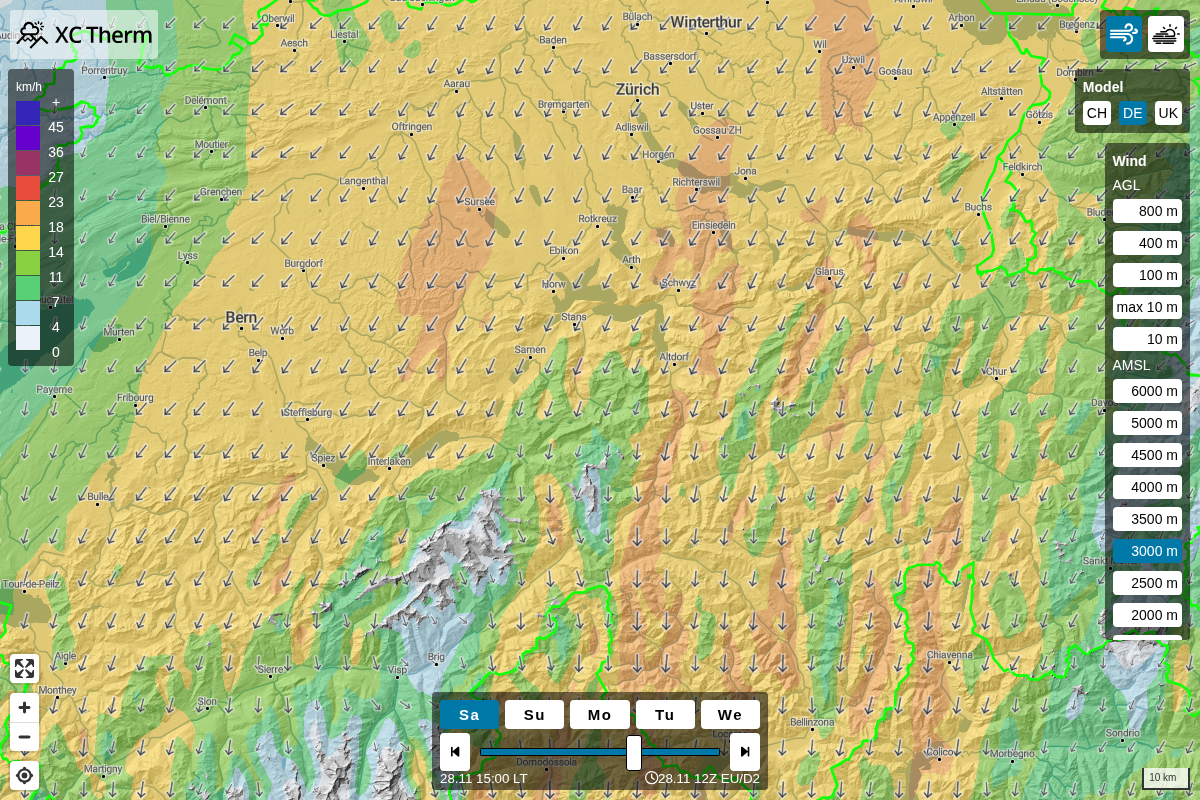 XC Therm
km/h
+
45
36
27
23
18
14
11
7
4
0
Model
CH
DE
UK
Wind
AGL
800 m
400 m
100 m
max 10 m
10 m
AMSL
6000 m
5000 m
4500 m
4000 m
3500 m
3000 m
2500 m
2000 m
Oberwil
Aesch
Liestal
Baden
Bülach
Winterthur
Bassersdorf
Wil
Uzwil
Gossau
Arbon
Bregenz
Dornbirn
Altstätten
Götzis
Appenzell
Feldkirch
Buchs
Porrentruy
Delémont
Moutier
Grenchen
Biel/Bienne
Lyss
Aarau
Oftringen
Langenthal
Sursee
Burgdorf
Bremgarten
Zürich
Adliswil
Horgen
Uster
Gossau ZH
Richterswil
Jona
Baar
Rotkreuz
Einsiedeln
Ebikon
Arth
Horw
Schwyz
Glarus
Stans
Sarnen
Altdorf
Chur
Bern
Worb
Belp
Murten
Payerne
Fribourg
Steffisburg
Spiez
Interlaken
Bulle
Tour-de-Peilz
Aigle
Monthey
Sierre
Sion
Visp
Brig
Martigny
Domodossola
Bellinzona
Chiavenna
Colico
Morbegno
Sondrio
Sa
Su
Mo
Tu
We
28.11 15:00 LT
28.11 12Z EU/D2
10 km